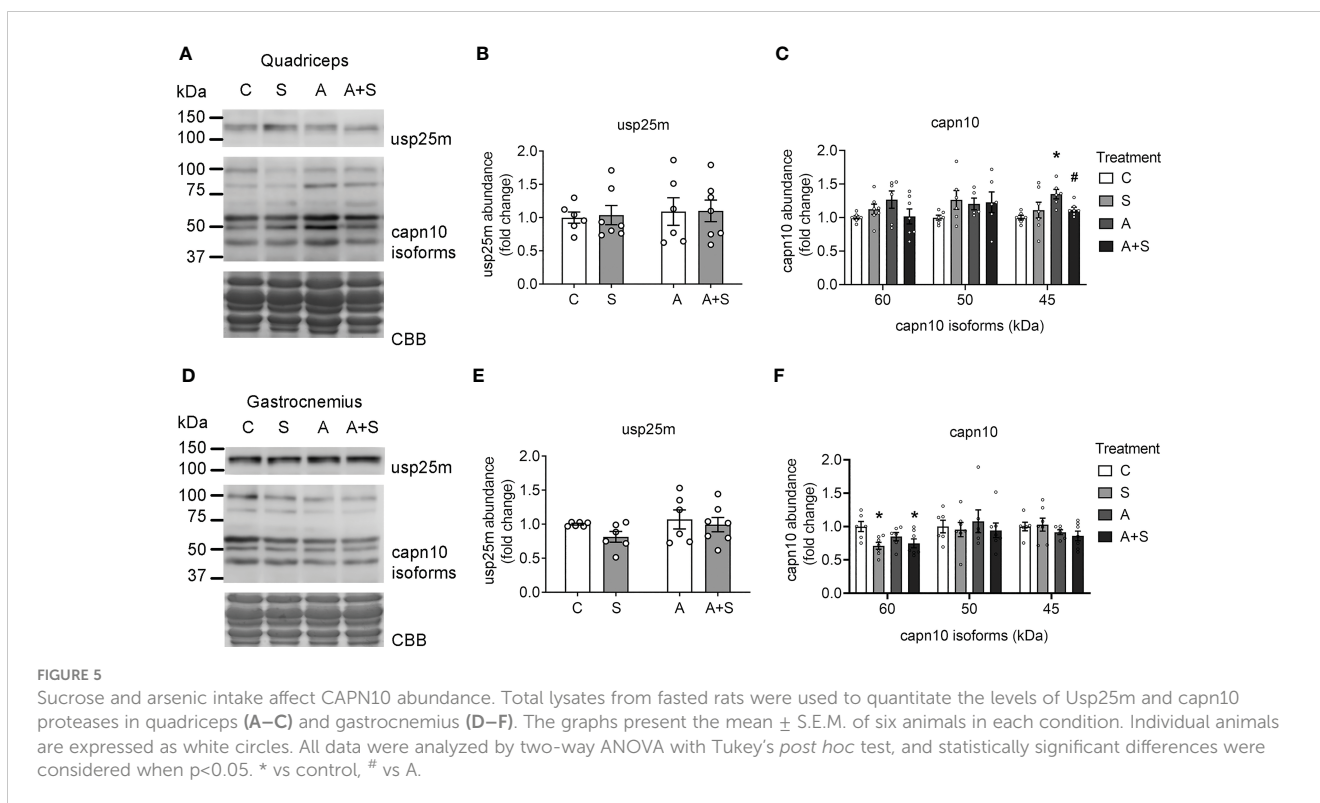 A
Quadriceps
kDa
C S A A+S
150
100
usp25m
100
75
50
37
capn10
isoforms
CBB
B
usp25m
usp25m abundance
(fold change)
2.0
1.5
1.0
0.5
0.0
C S A A+S
C
capn10
capn10 abundance
(fold change)
2.0
1.5
1.0
0.5
0.0
*
#
60 50 45
capn10 isoforms (kDa)
Treatment
C
S
A
A+S
D
Gastrocnemius
kDa
C S A A+S
150
100
usp25m
100
75
50
37
capn10
isoforms
CBB
E
usp25m
usp25m abundance
(fold change)
2.0
1.5
1.0
0.5
0.0
C S A A+S
F
capn10
capn10 abundance
(fold change)
2.0
1.5
1.0
0.5
0.0
* *
60 50 45
capn10 isoforms (kDa)
Treatment
C
S
A
A+S
FIGURE 5
Sucrose and arsenic intake affect CAPN10 abundance. Total lysates from fasted rats were used to quantitate the levels of Usp25m and capn10
proteases in quadriceps (A–C) and gastrocnemius (D–F). The graphs present the mean ± S.E.M. of six animals in each condition. Individual animals
are expressed as white circles. All data were analyzed by two-way ANOVA with Tukey's post hoc test, and statistically significant differences were
considered when p<0.05. * vs control, # vs A.